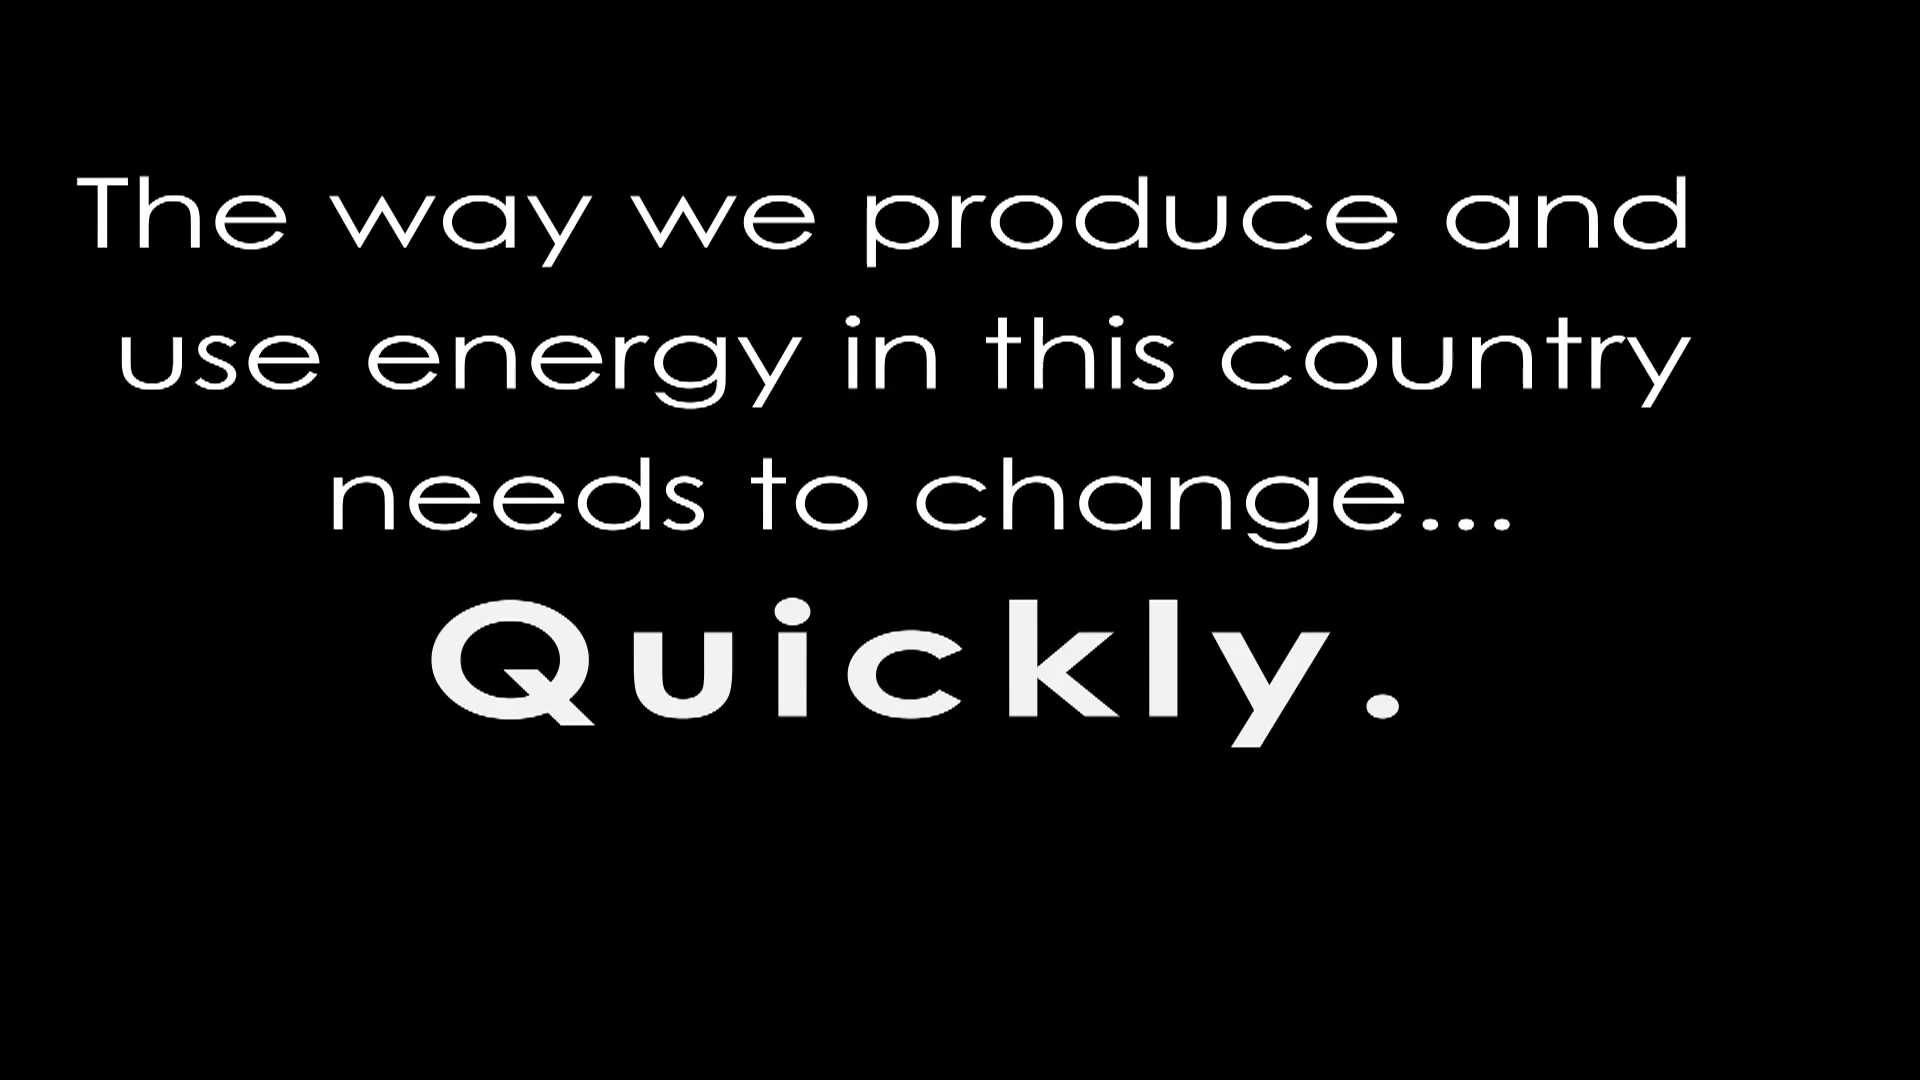 The way we produce and
use energy in this country
needs to change...
Quickly.